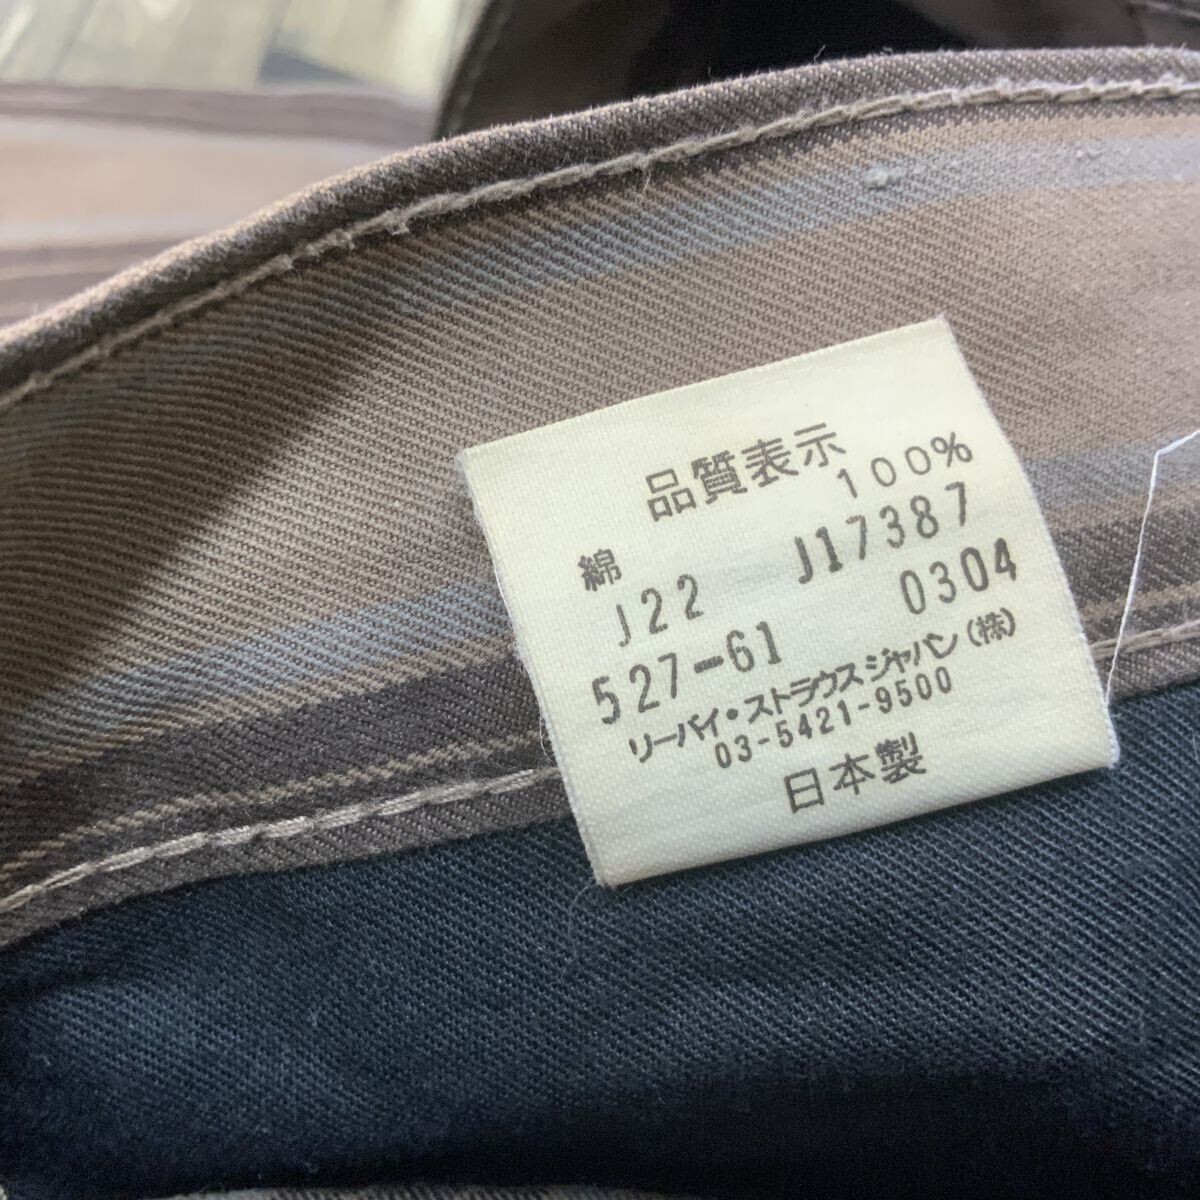 品質表示
綿 100%
J22 J17387
527-61 0304
リーバイ・ストラウスジャパン(株)
03-5421-9500
日本製